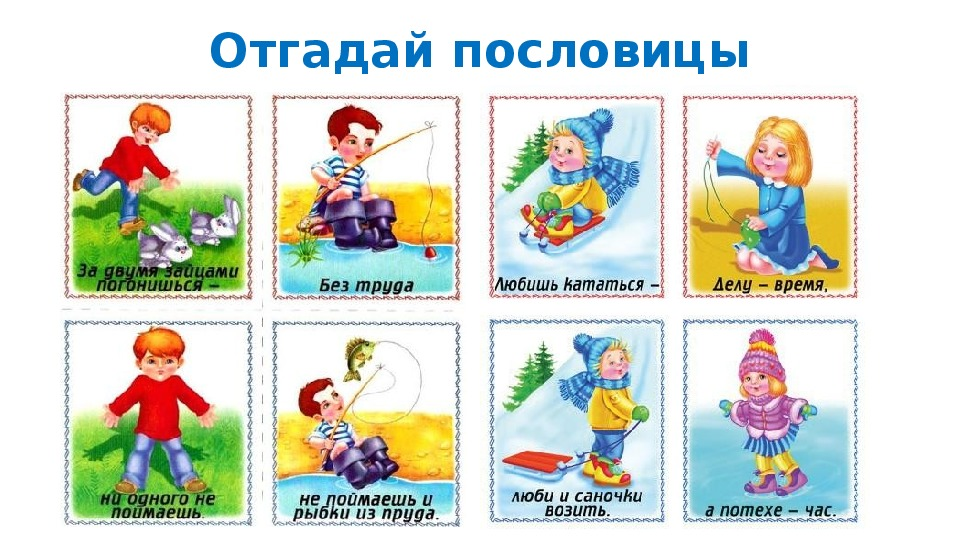 Отгадай пословицы
За двумя зайцами
погонишься –
Без труда
Любишь кататься –
Делу – время,
ни одного не
поймаешь.
не поймаешь и
рыбки из пруда.
люби и саночки
возить.
а потехе – час.